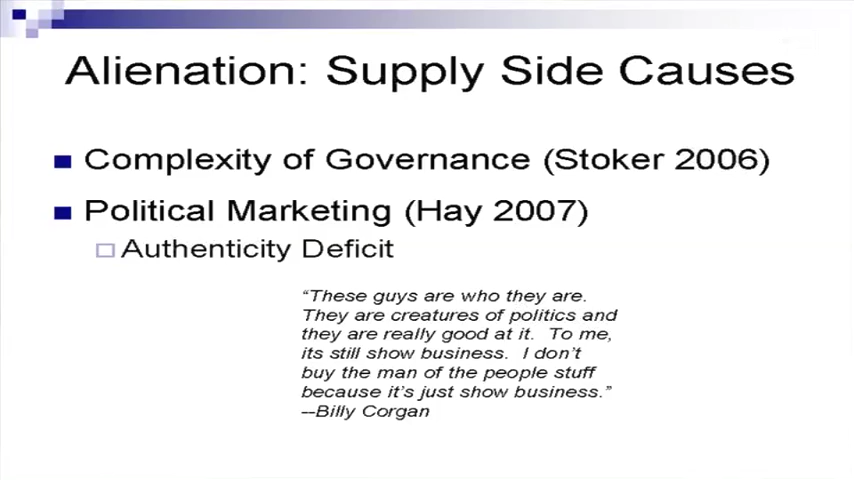 Alienation: Supply Side Causes
Complexity of Governance (Stoker 2006)
Political Marketing (Hay 2007)
Authenticity Deficit
“These guys are who they are.
They are creatures of politics and
they are really good at it. To me,
its still show business. I don’t
buy the man of the people stuff
because it’s just show business.”
--Billy Corgan